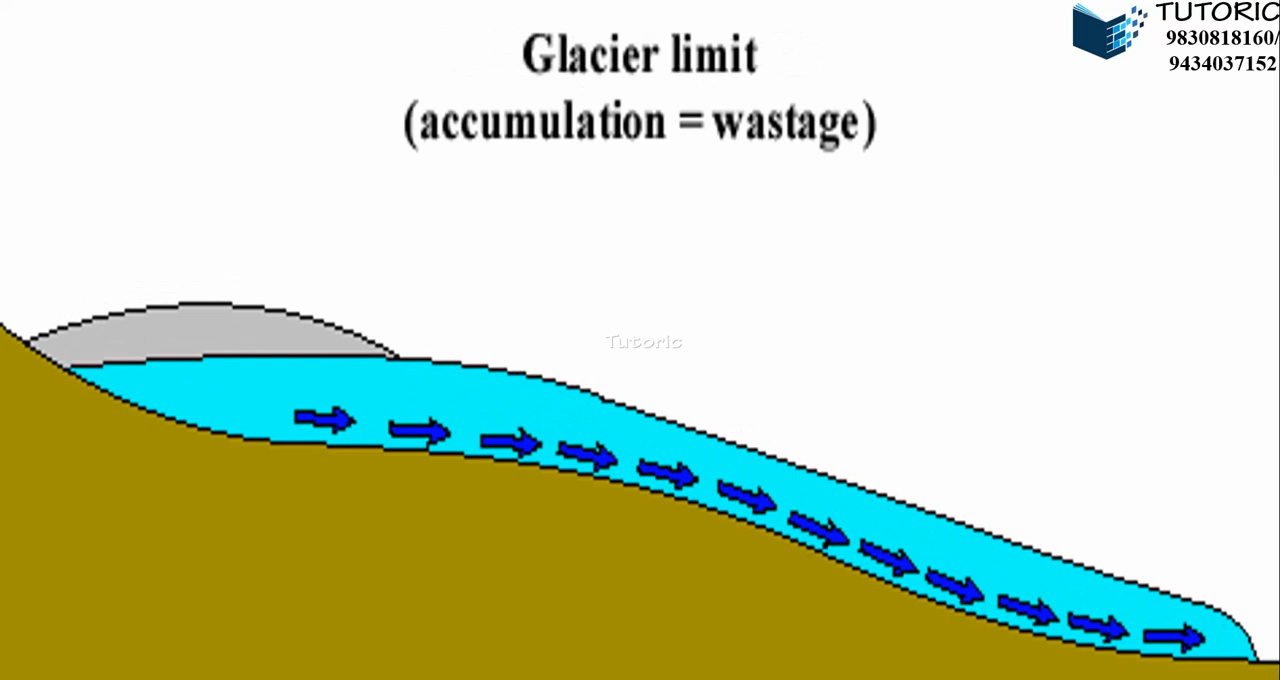 TUTORIC
9830818160/
9434037152
Glacier limit
(accumulation = wastage)
Tutoric